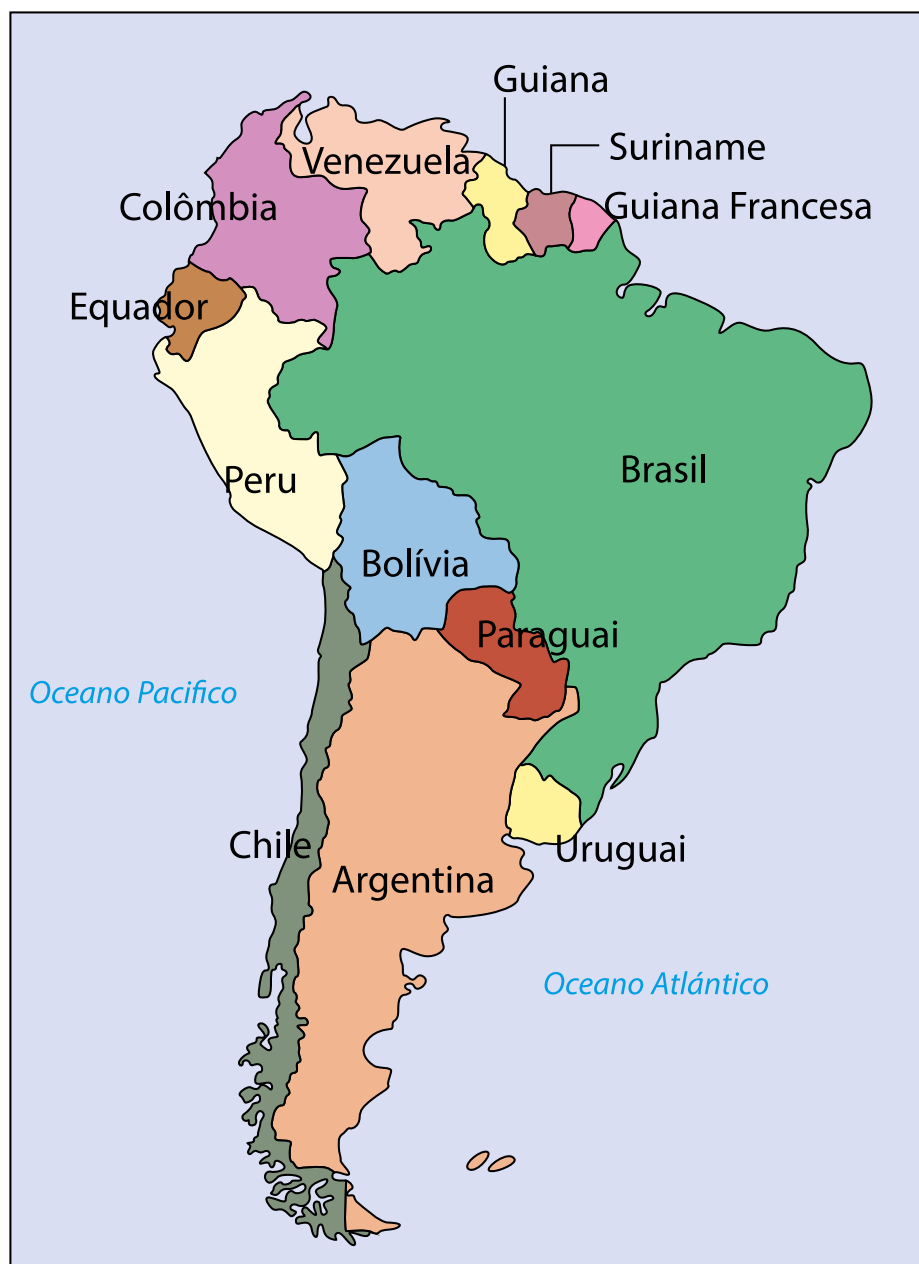 Guiana
Suriname
Venezuela
Colômbia
Guiana Francesa
Equador
Brasil
Peru
Bolívia
Paraguai
Oceano Pacifico
Chile
Uruguai
Argentina
Oceano Atlántico